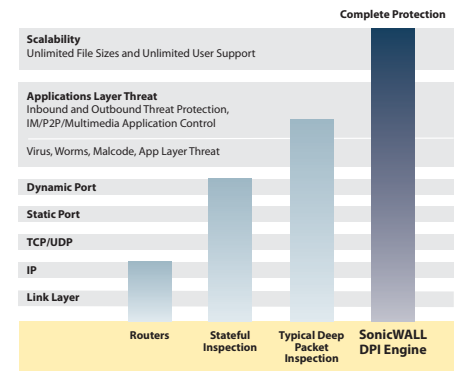 Complete Protection
Scalability
Unlimited File Sizes and Unlimited User Support
Applications Layer Threat
Inbound and Outbound Threat Protection,
IM/P2P/Multimedia Application Control
Virus, Worms, Malcode, App Layer Threat
Dynamic Port
Static Port
TCP/UDP
IP
Link Layer
Routers
Stateful
Inspection
Typical Deep
Packet
Inspection
SonicWALL
DPI Engine